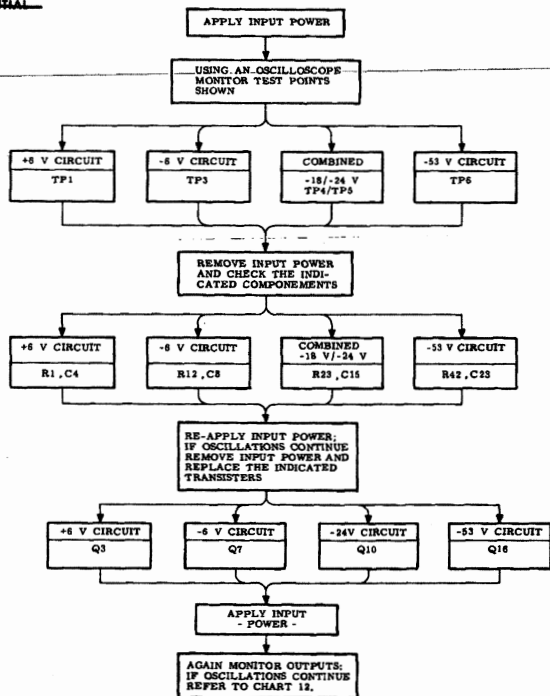 APPLY INPUT POWER
USING AN OSCILLOSCOPE
MONITOR TEST POINTS
SHOWN
+6 V CIRCUIT
TP1
-6 V CIRCUIT
TP3
COMBINED
-18/-24 V
TP4/TP5
-53 V CIRCUIT
TP6
REMOVE INPUT POWER
AND CHECK THE INDI-
CATED COMPONEMENTS
+6 V CIRCUIT
R1 ,C4
-6 V CIRCUIT
R12 ,C8
COMBINED
-18 V/-24 V
R23 ,C15
-53 V CIRCUIT
R42 ,C23
RE-APPLY INPUT POWER;
IF OSCILLATIONS CONTINUE
REMOVE INPUT POWER AND
REPLACE THE INDICATED
TRANSISTERS
+6 V CIRCUIT
Q3
-6 V CIRCUIT
Q7
-24V CIRCUIT
Q10
-53 V CIRCUIT
Q16
APPLY INPUT
- POWER -
AGAIN MONITOR OUTPUTS;
IF OSCILLATIONS CONTINUE
REFER TO CHART 12.